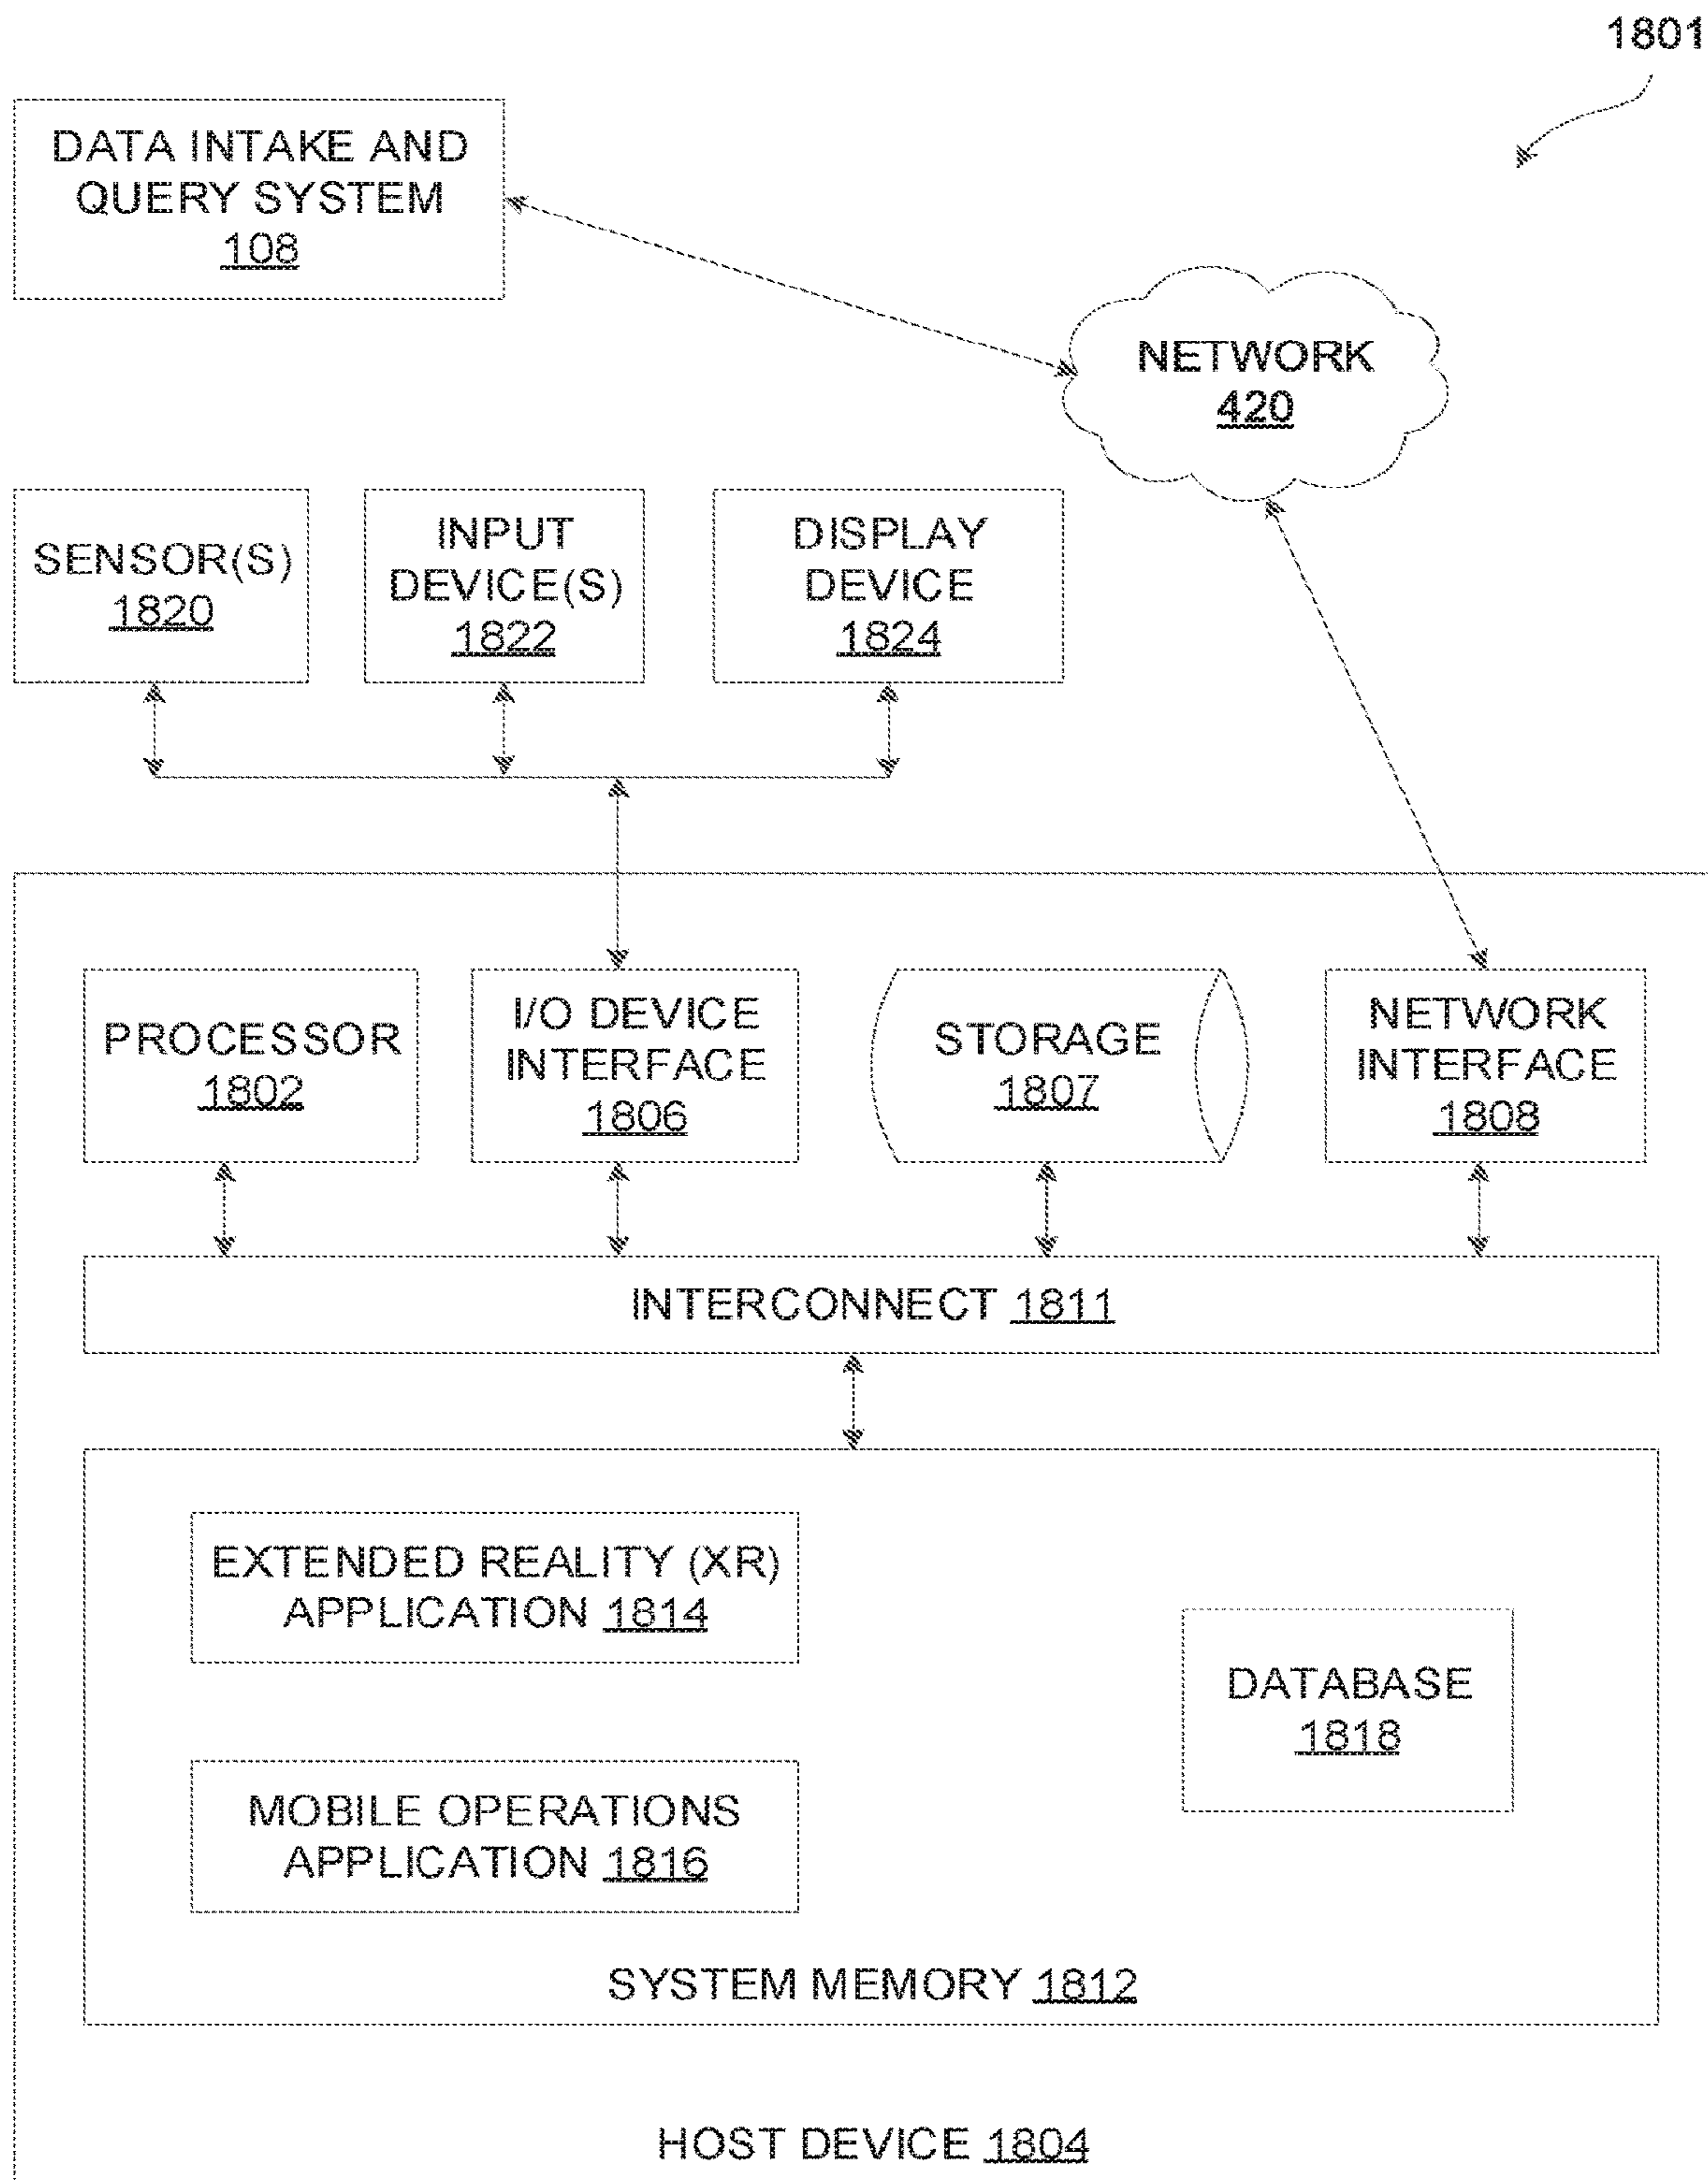 1801
DATA INTAKE AND
QUERY SYSTEM
108
NETWORK
420
SENSOR(S)
1820
INPUT
DEVICE(S)
1822
DISPLAY
DEVICE
1824
PROCESSOR
1802
I/O DEVICE
INTERFACE
1806
STORAGE
1807
NETWORK
INTERFACE
1808
INTERCONNECT 1811
EXTENDED REALITY (XR)
APPLICATION 1814
DATABASE
1818
MOBILE OPERATIONS
APPLICATION 1816
SYSTEM MEMORY 1812
HOST DEVICE 1804